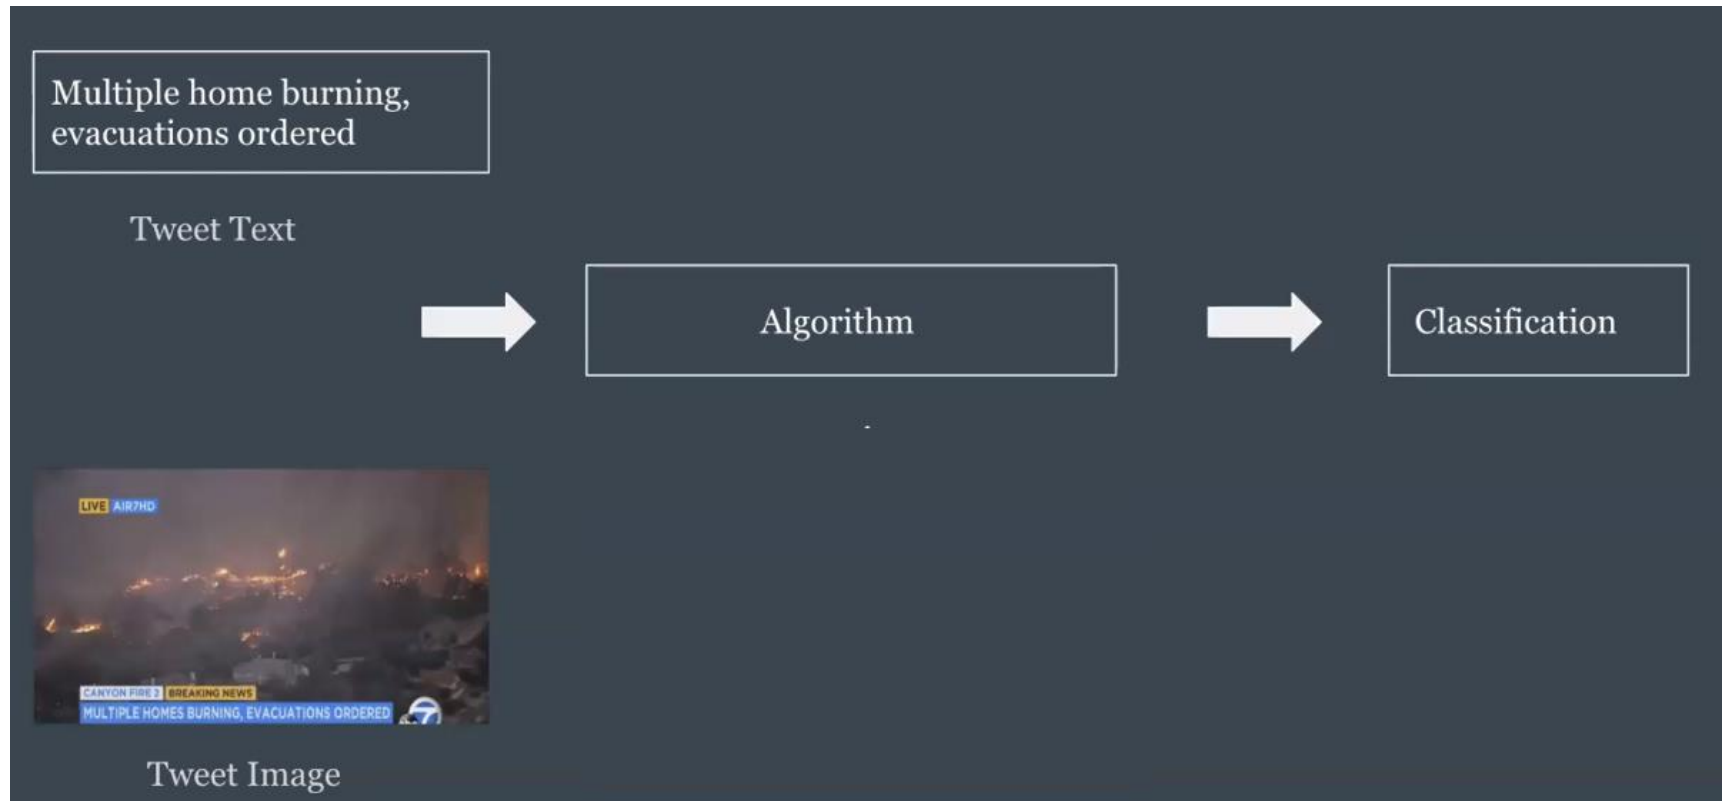 Multiple home burning,
evacuations ordered
Tweet Text
Algorithm
Classification
LIVE AIR7HD
CANYON FIRE 2 BREAKING NEWS
MULTIPLE HOMES BURNING, EVACUATIONS ORDERED
7
Tweet Image